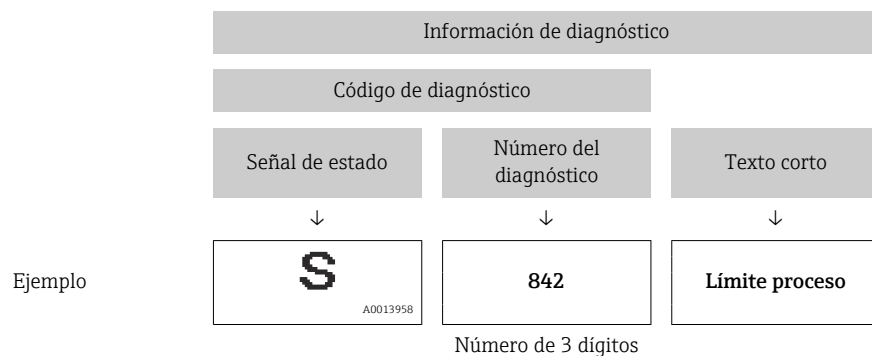 Información de diagnóstico
Código de diagnóstico
Señal de estado
Número del
diagnóstico
Texto corto
↓ ↓ ↓
Ejemplo
S
A0013958
842
Límite proceso
Número de 3 dígitos